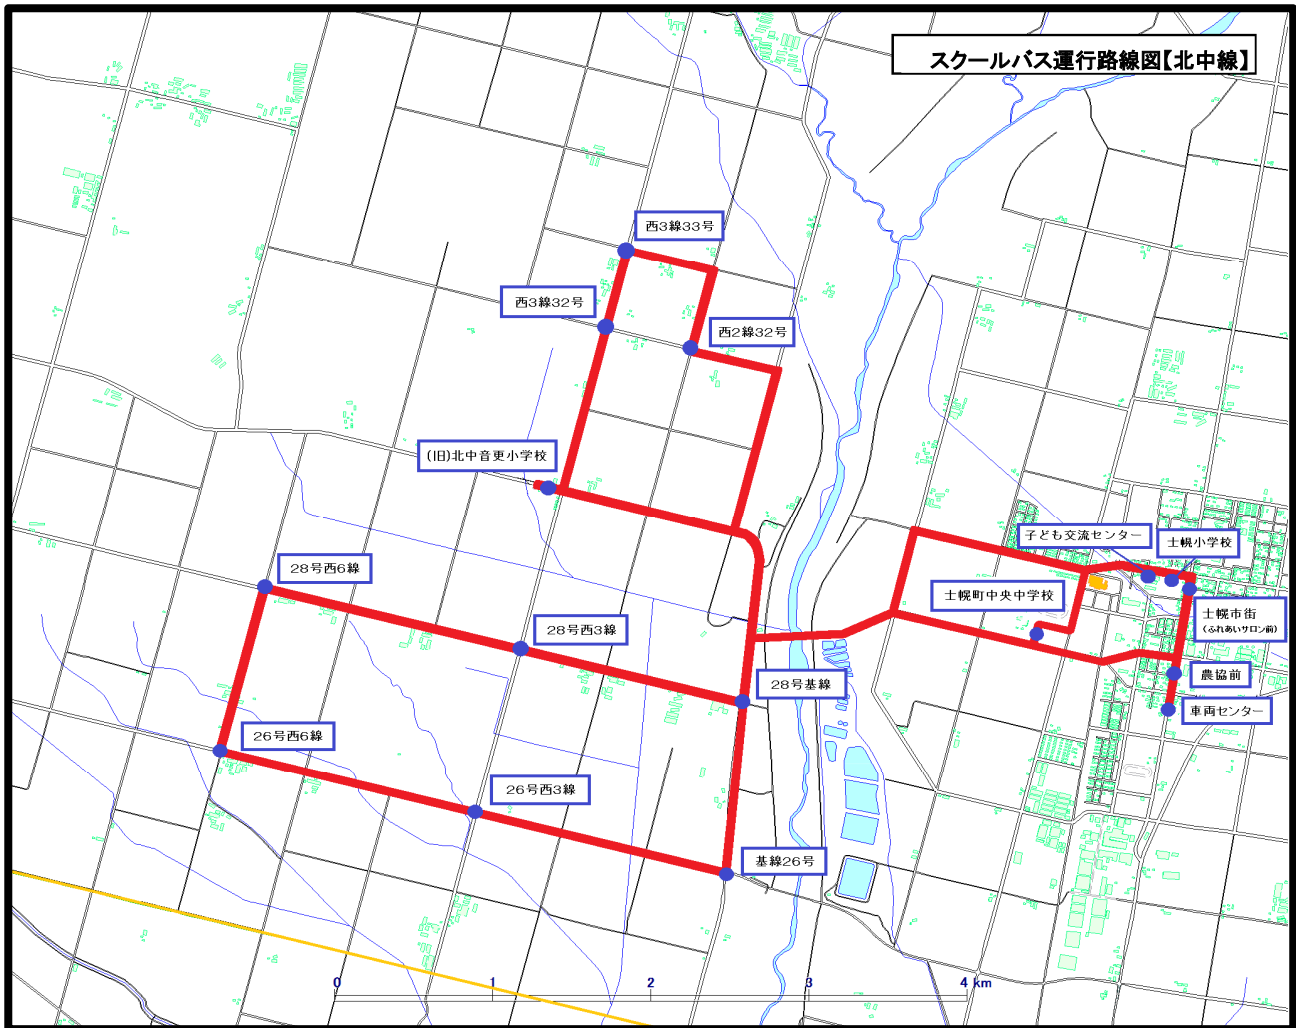 スクールバス運行路線図【北中線】
西3線33号
西3線32号
西2線32号
(旧)北中音更小学校
子ども交流センター
士幌小学校
28号西6線
士幌町中央中学校
士幌市街
(ふれあいサロン前)
28号西3線
農協前
28号基線
車両センター
26号西6線
26号西3線
基線26号
0 1 2 3 4 km